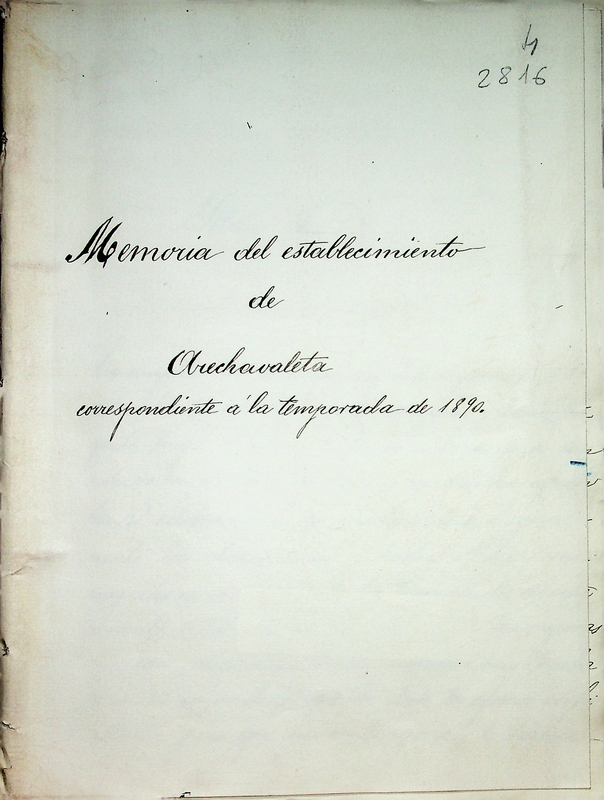 4
2816
Memoria del establecimiento
de
Arechavaleta
correspondiente á la temporada de 1890.